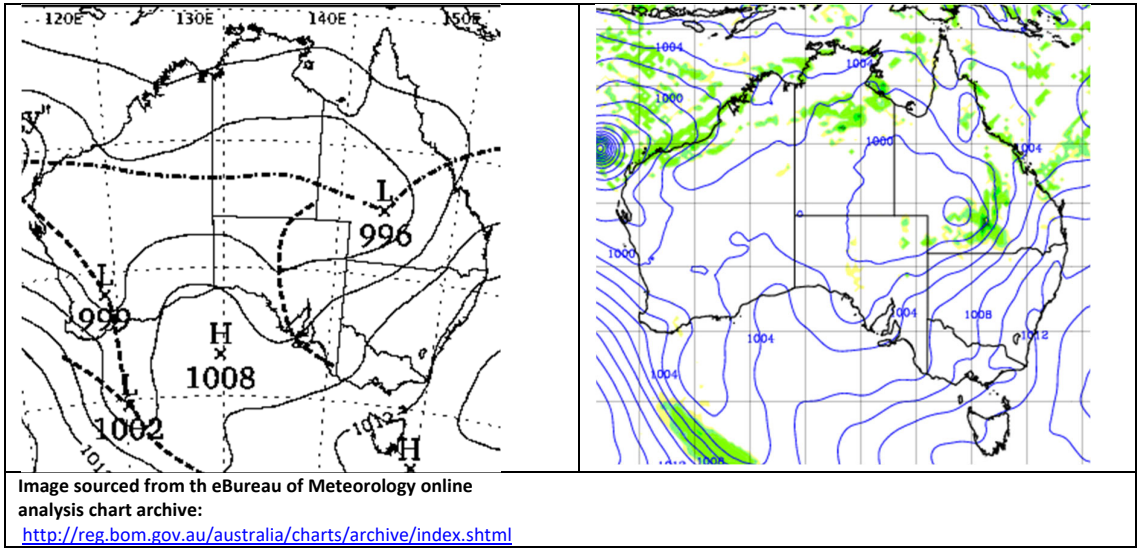 120E 130E 140E 150E
y"
L
996
L
999
H
1008
L
1002
1012
H
1004
1004
1000
1000
1004
0
1000
1004
1008
1012
1004
1004
1008
Image sourced from th eBureau of Meteorology online
analysis chart archive:
http://reg.bom.gov.au/australia/charts/archive/index.shtml